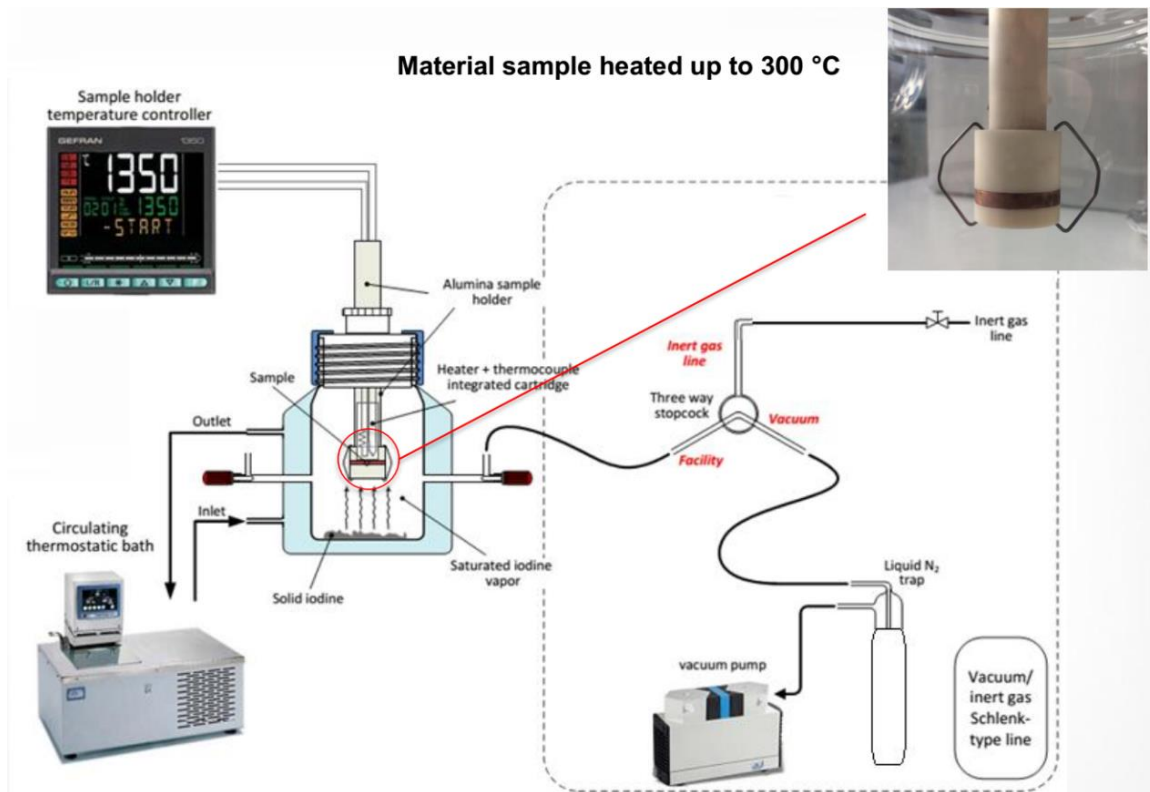 Material sample heated up to 300 °C
Sample holder
temperature controller
GEFRAN
1350
°C
1350
0201
1350
-START
L/R
Alumina sample
holder
Heater + thermocouple
integrated cartridge
Sample
Outlet
Inlet
Circulating
thermostatic bath
Solid iodine
Saturated iodine
vapor
Inert gas
line
Inert gas
line
Three way
stopcock
Vacuum
Facility
Liquid N₂
trap
vacuum pump
Vacuum/
inert gas
Schlenk-
type line